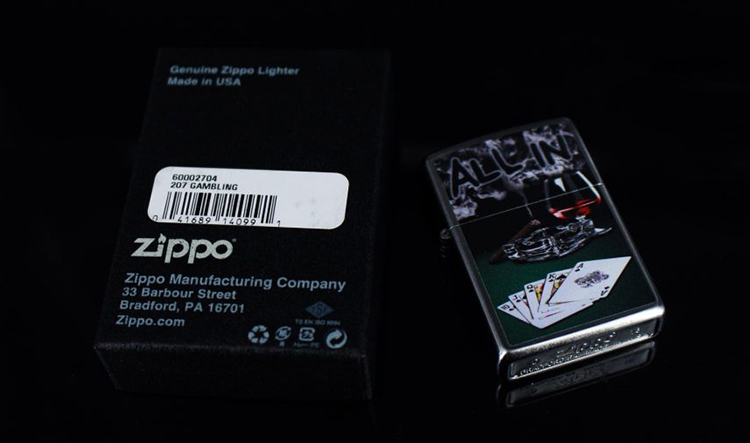 Genuine Zippo Lighter
Made in USA
60002704
207 GAMBLING
0 41689 14099 1
Zippo
Zippo Manufacturing Company
33 Barbour Street
Bradford, PA 16701
Zippo.com
ALL IN
A
K
Zippo